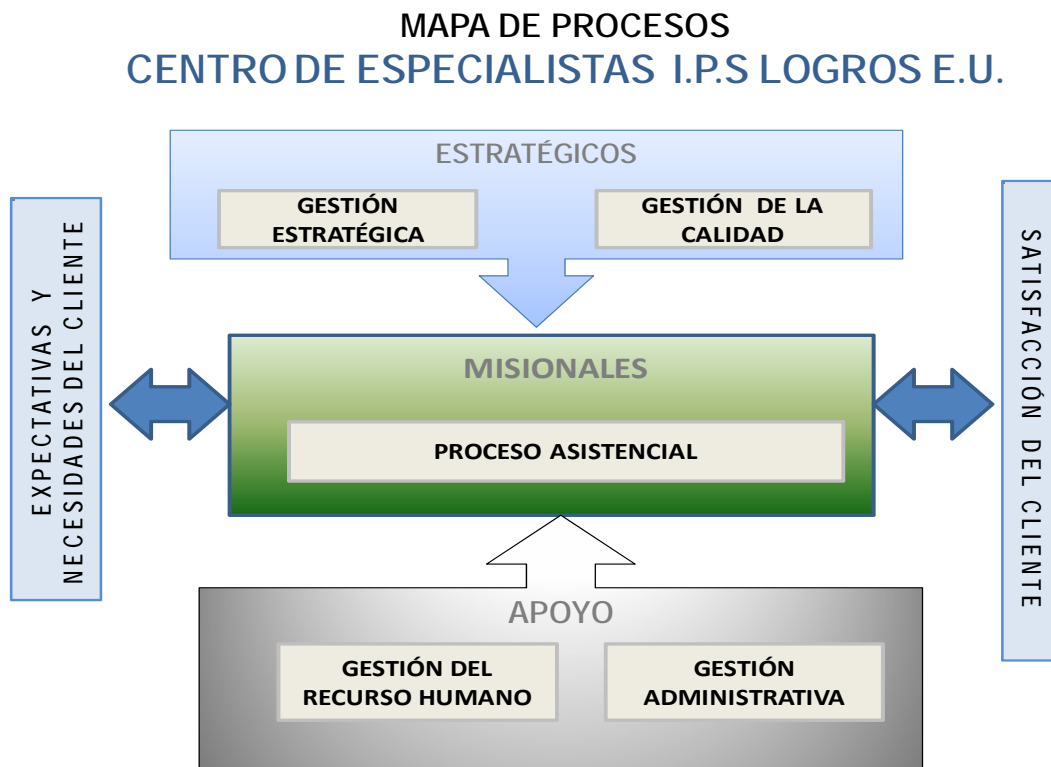 MAPA DE PROCESOS
CENTRO DE ESPECIALISTAS I.P.S LOGROS E.U.
ESTRATÉGICOS
GESTIÓN
ESTRATÉGICA
GESTIÓN DE LA
CALIDAD
EXPECTATIVAS Y
NECESIDADES DEL CLIENTE
MISIONALES
PROCESO ASISTENCIAL
SATISFACCIÓN DEL CLIENTE
APOYO
GESTIÓN DEL
RECURSO HUMANO
GESTIÓN
ADMINISTRATIVA